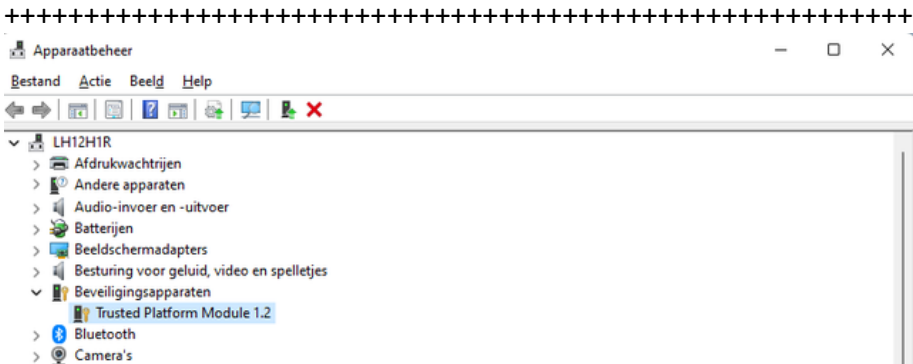 +++++++++++++++++++++++++++++++++++++++++++++++++++++++++
Apparaatbeheer
Bestand Actie Beeld Help
LH12H1R
Afdrukwachtrijen
Andere apparaten
Audio-invoer en -uitvoer
Batterijen
Beeldschermadapters
Besturing voor geluid, video en spelletjes
Beveiligingsapparaten
Trusted Platform Module 1.2
Bluetooth
Camera's